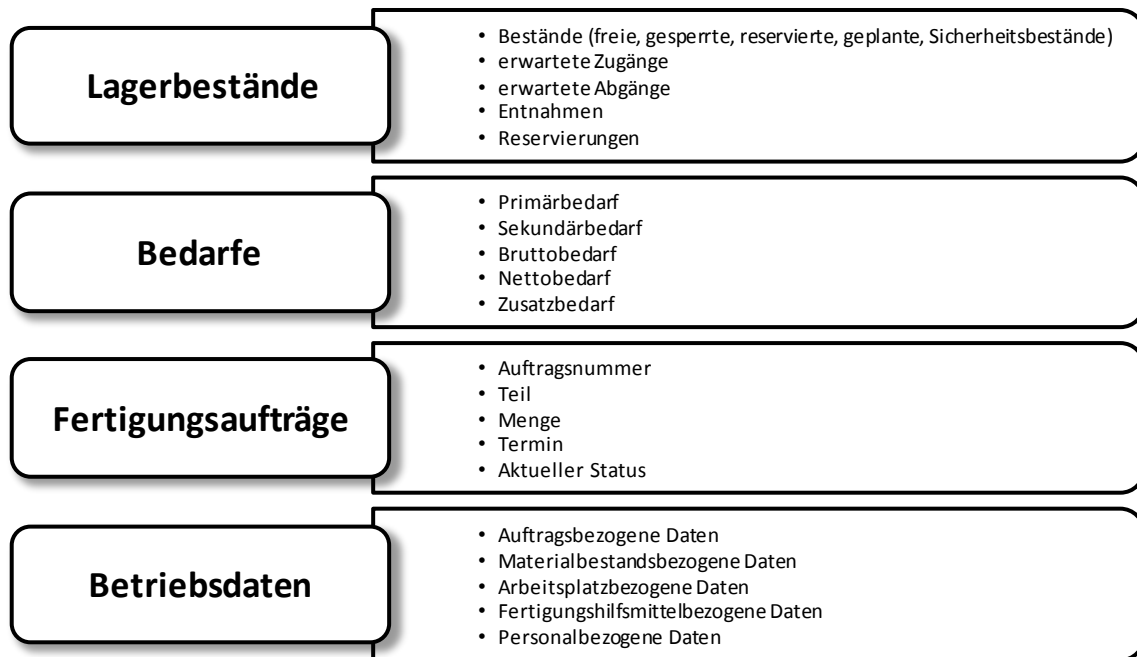 Lagerbestände
• Bestände (freie, gesperrte, reservierte, geplante, Sicherheitsbestände)
• erwartete Zugänge
• erwartete Abgänge
• Entnahmen
• Reservierungen
Bedarfe
• Primärbedarf
• Sekundärbedarf
• Bruttobedarf
• Nettobedarf
• Zusatzbedarf
Fertigungsaufträge
• Auftragsnummer
• Teil
• Menge
• Termin
• Aktueller Status
Betriebsdaten
• Auftragsbezogene Daten
• Materialbestandsbezogene Daten
• Arbeitsplatzbezogene Daten
• Fertigungshilfsmittelbezogene Daten
• Personalbezogene Daten